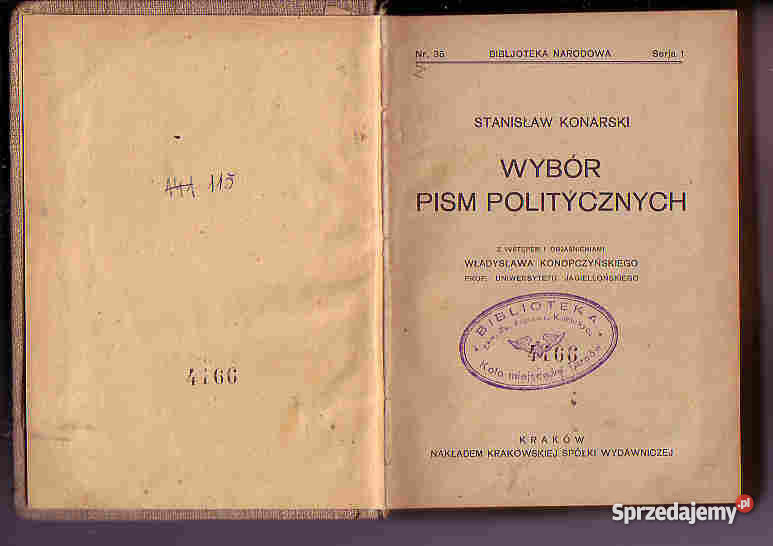 115
4166
Nr. 35 BIBLJOTEKA NARODOWA Serja I
STANISŁAW KONARSKI
WYBÓR
PISM POLITYCZNYCH
Z WSTĘPEM I OBJAŚNIENIAMI
WŁADYSŁAWA KONOPCZYŃSKIEGO
PROF. UNIWERSYTETU JAGIELLOŃSKIEGO
BIBLIOTEKA
4166
Koło miejscowe
KRAKÓW
NAKŁADEM KRAKOWSKIEJ SPÓŁKI WYDAWNICZEJ
Sprzedajemy.pl